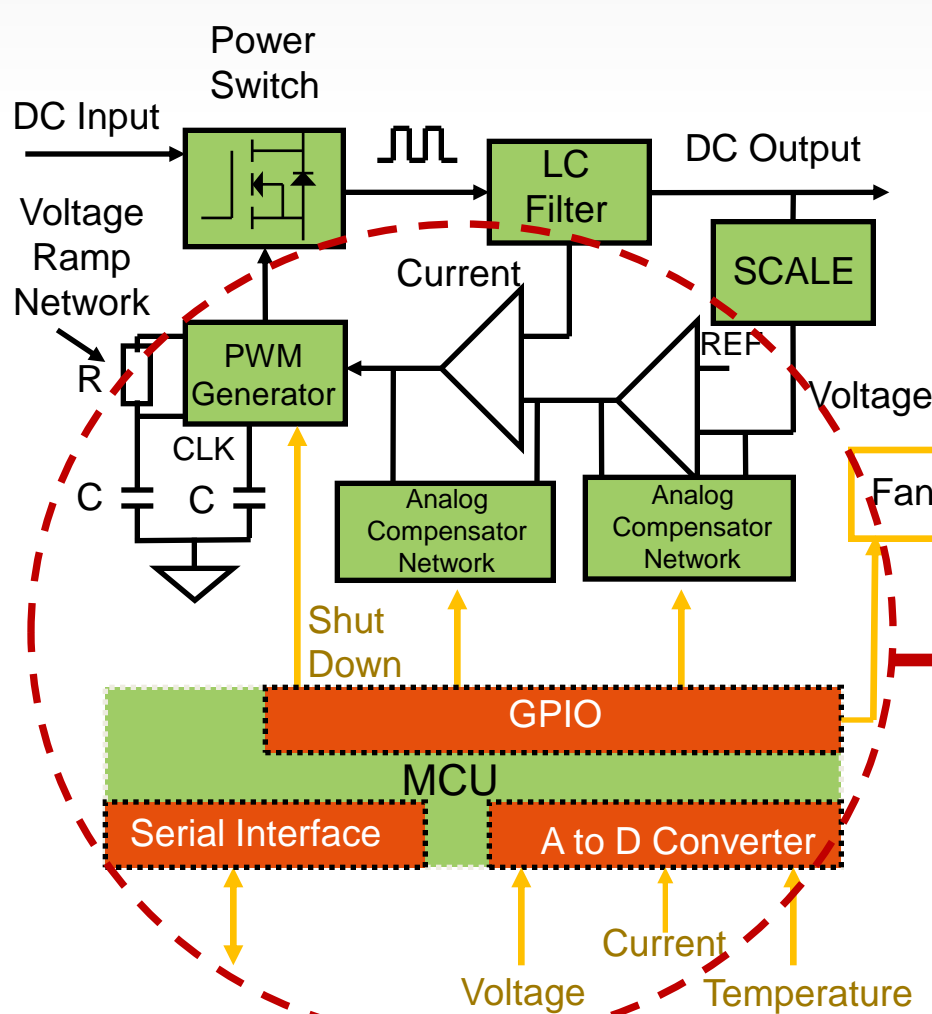 Power
Switch
DC Input
LC
Filter
DC Output
Voltage
Ramp
Network
Current
SCALE
R
PWM
Generator
REF
Voltage
CLK
C
C
Analog
Compensator
Network
Analog
Compensator
Network
Fan
Shut
Down
GPIO
MCU
Serial Interface
A to D Converter
Current
Voltage
Temperature